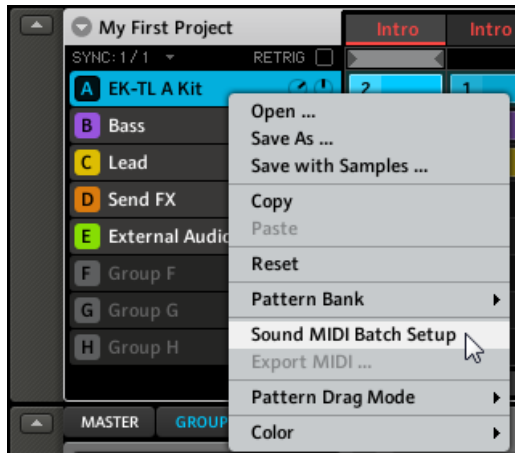 My First Project
Intro
Intro
SYNC: 1 / 1
RETRIG
A EK-TL A Kit
2
1
B Bass
C Lead
D Send FX
E External Audio
F Group F
G Group G
H Group H
Open ...
Save As ...
Save with Samples ...
Copy
Paste
Reset
Pattern Bank
Sound MIDI Batch Setup
Export MIDI ...
Pattern Drag Mode
Color
MASTER
GROUP